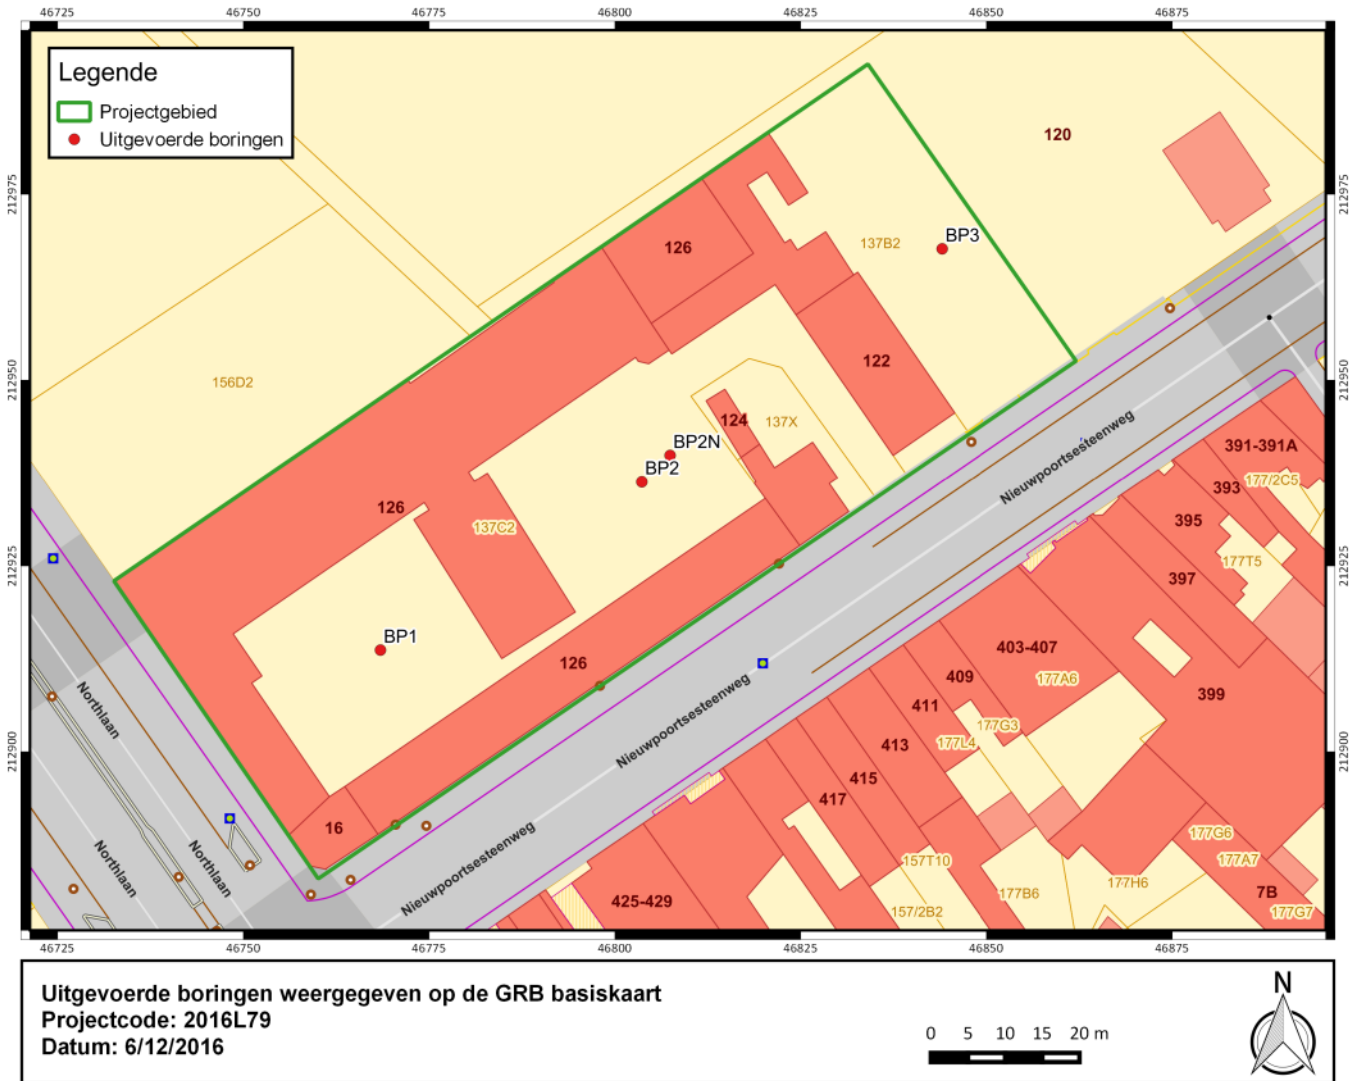 46725 46750 46775 46800 46825 46850 46875
Legende
Projectgebied
Uitgevoerde boringen
120
212975
212975
126
137B2
BP3
122
156D2
212950
212950
124
137X
BP2N
BP2
Nieuwpoortsesteenweg
391-391A
177/2C5
393
126
137C2
395
177T5
397
212925
212925
BP1
403-407
177A6
126
409
399
Northlaan
411
177G3
177L4
413
Nieuwpoortsesteenweg
212900
212900
415
417
16
177G6
177A7
157T10
Nieuwpoortsesteenweg
Northlaan
Northlaan
177H6
177B6
7B
425-429
157/2B2
177G7
46725 46750 46775 46800 46825 46850 46875
Uitgevoerde boringen weergegeven op de GRB basiskaart
Projectcode: 2016L79
Datum: 6/12/2016
0 5 10 15 20 m
N